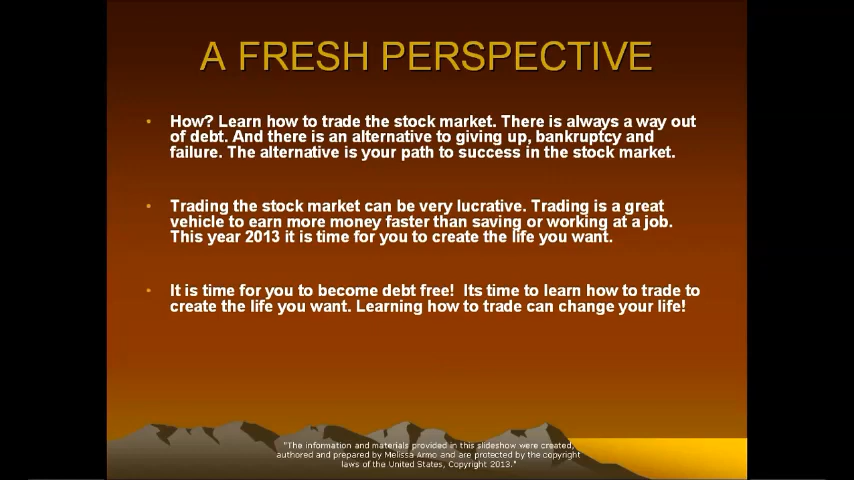 A FRESH PERSPECTIVE
• How? Learn how to trade the stock market. There is always a way out
of debt. And there is an alternative to giving up, bankruptcy and
failure. The alternative is your path to success in the stock market.
• Trading the stock market can be very lucrative. Trading is a great
vehicle to earn more money faster than saving or working at a job.
This year 2013 it is time for you to create the life you want.
• It is time for you to become debt free!  Its time to learn how to trade to
create the life you want. Learning how to trade can change your life!
"The information and materials provided in this slideshow were created,
authored and prepared by Melissa Armo and are protected by the copyright
laws of the United States, Copyright 2013."